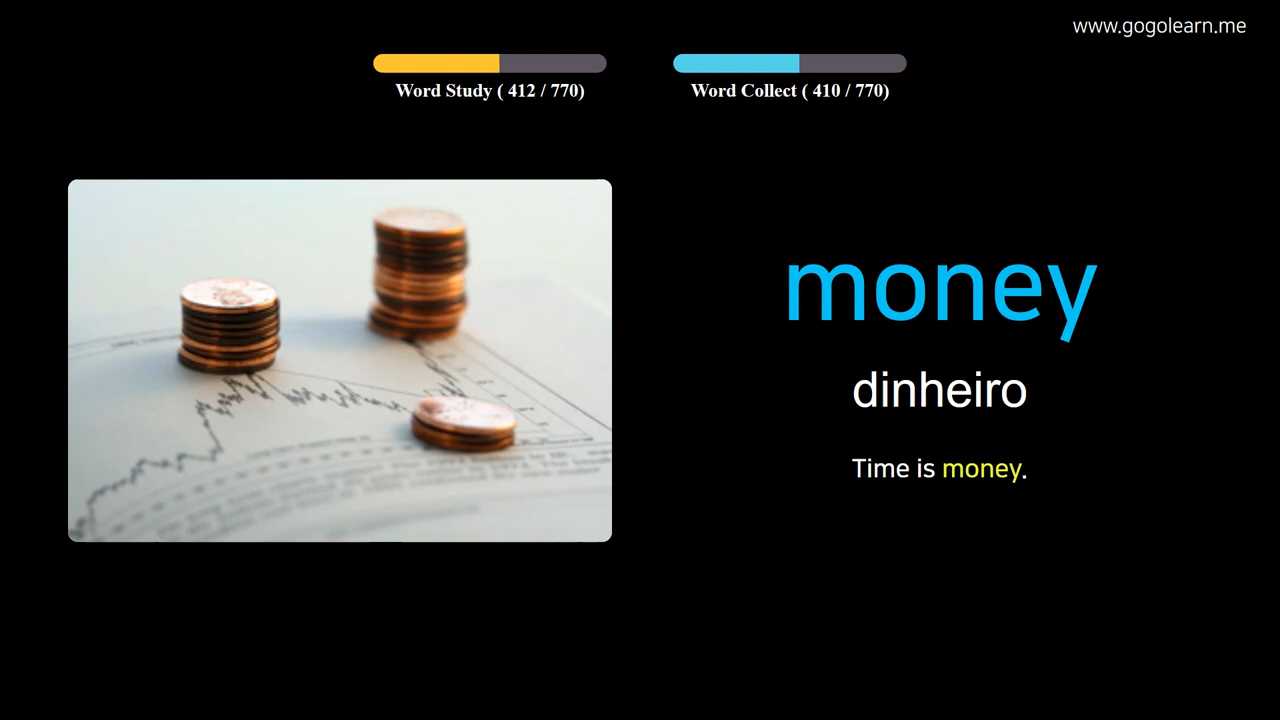 www.gogolearn.me
Word Study ( 412 / 770)
Word Collect ( 410 / 770)
money
dinheiro
Time is money.